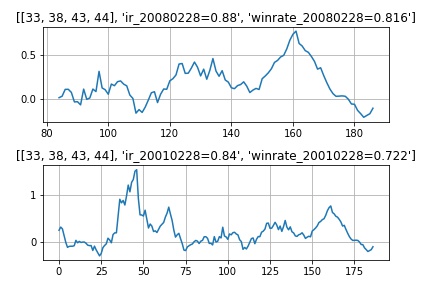 [[33, 38, 43, 44], 'ir_20080228=0.88', 'winrate_20080228=0.816']
0.5
0.0
80 100 120 140 160 180
[[33, 38, 43, 44], 'ir_20010228=0.84', 'winrate_20010228=0.722']
1
0
0 25 50 75 100 125 150 175